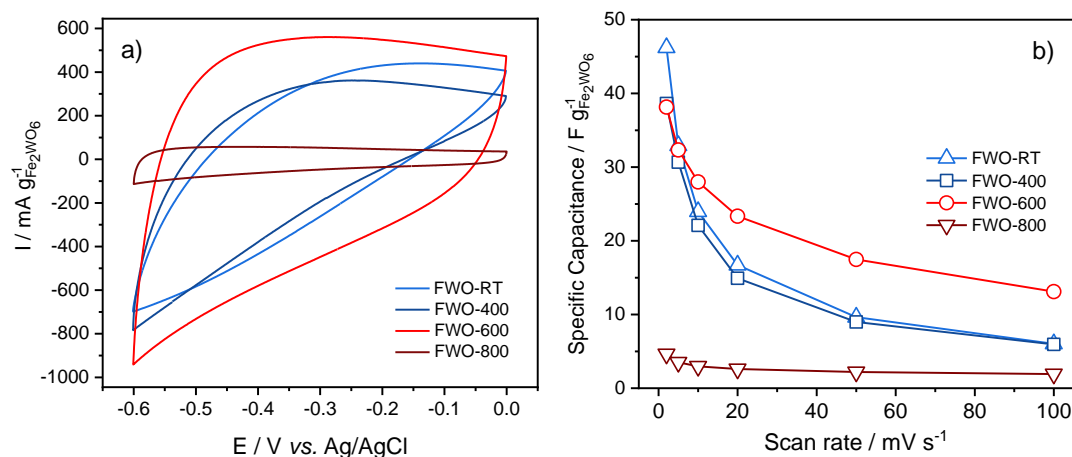 a)
600
400
200
0
-200
-400
-600
-800
-1000
I / mA g⁻¹Fe₂WO₆
FWO-RT
FWO-400
FWO-600
FWO-800
-0.6 -0.5 -0.4 -0.3 -0.2 -0.1 0.0
E / V vs. Ag/AgCl
b)
50
40
30
20
10
0
Specific Capacitance / F g⁻¹Fe₂WO₆
FWO-RT
FWO-400
FWO-600
FWO-800
0 20 40 60 80 100
Scan rate / mV s⁻¹